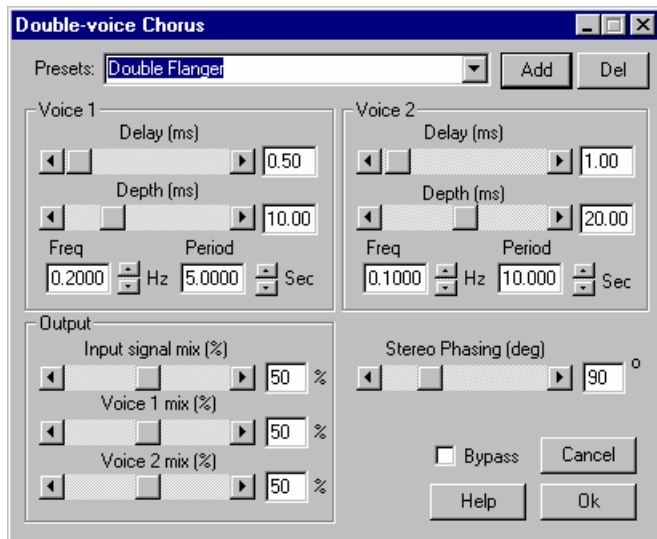 Double-voice Chorus
Presets: Double Flanger Add Del
Voice 1
Delay (ms)
0.50
Depth (ms)
10.00
Freq Period
0.2000 Hz 5.0000 Sec
Voice 2
Delay (ms)
1.00
Depth (ms)
20.00
Freq Period
0.1000 Hz 10.000 Sec
Output
Input signal mix (%)
50 %
Voice 1 mix (%)
50 %
Voice 2 mix (%)
50 %
Stereo Phasing (deg)
90 °
Bypass Cancel
Help Ok